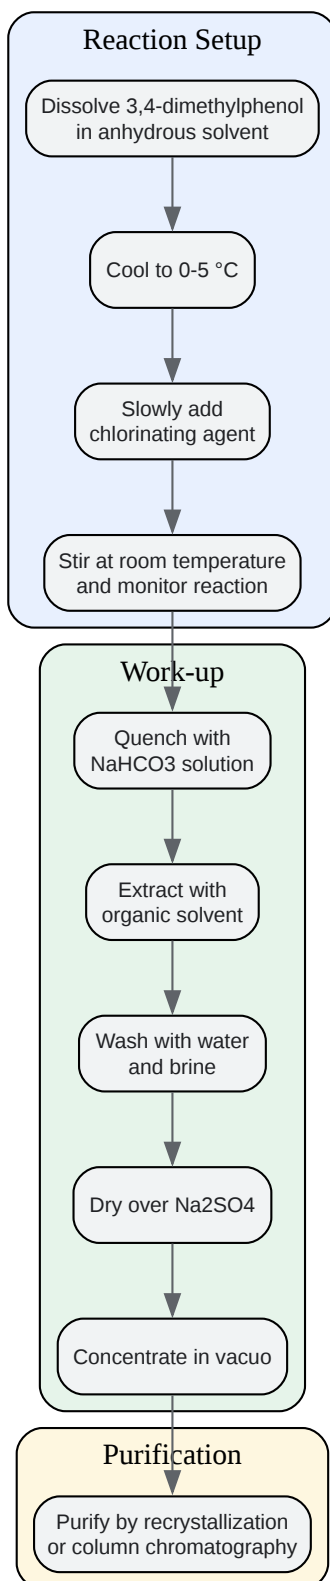 Reaction Setup
Dissolve 3,4-dimethylphenol
in anhydrous solvent
Cool to 0-5 °C
Slowly add
chlorinating agent
Stir at room temperature
and monitor reaction
Work-up
Quench with
NaHCO3 solution
Extract with
organic solvent
Wash with water
and brine
Dry over Na2SO4
Concentrate in vacuo
Purification
Purify by recrystallization
or column chromatography